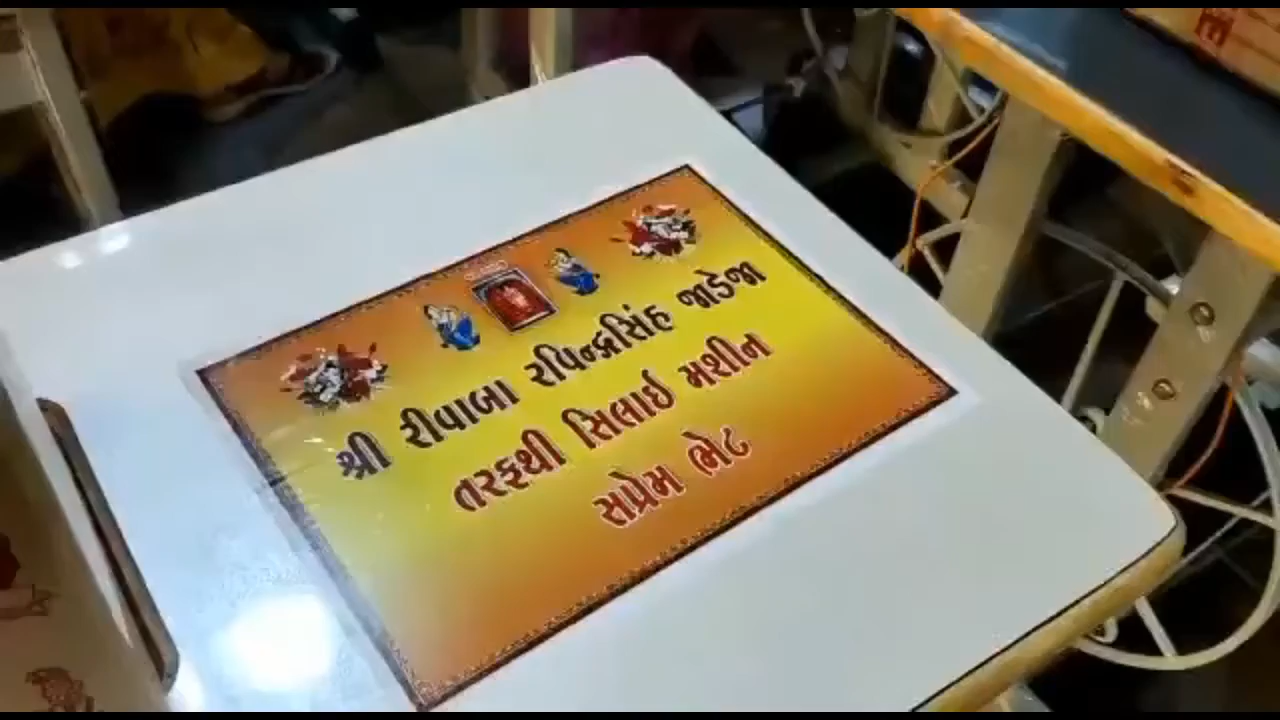 શ્રી રીવાબા રવિન્દ્રસિંહ જાડેજા
તરફથી સિલાઈ મશીન
સપ્રેમ ભેટ